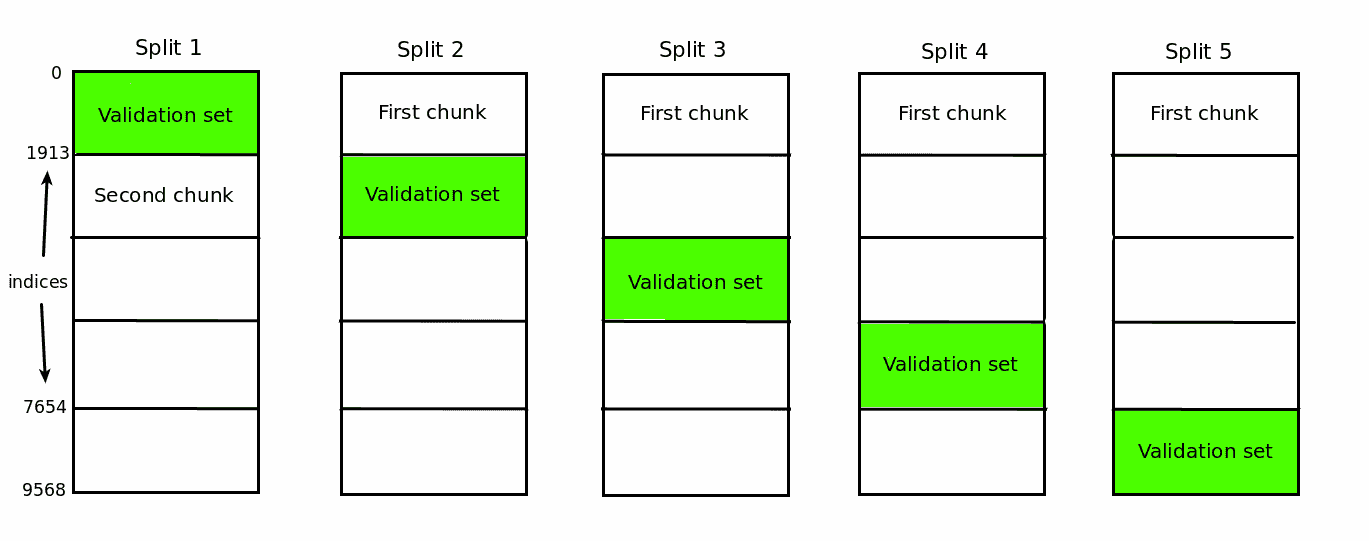 Split 1
Split 2
Split 3
Split 4
Split 5
0
Validation set
First chunk
First chunk
First chunk
First chunk
1913
Second chunk
Validation set
indices
Validation set
Validation set
7654
Validation set
9568